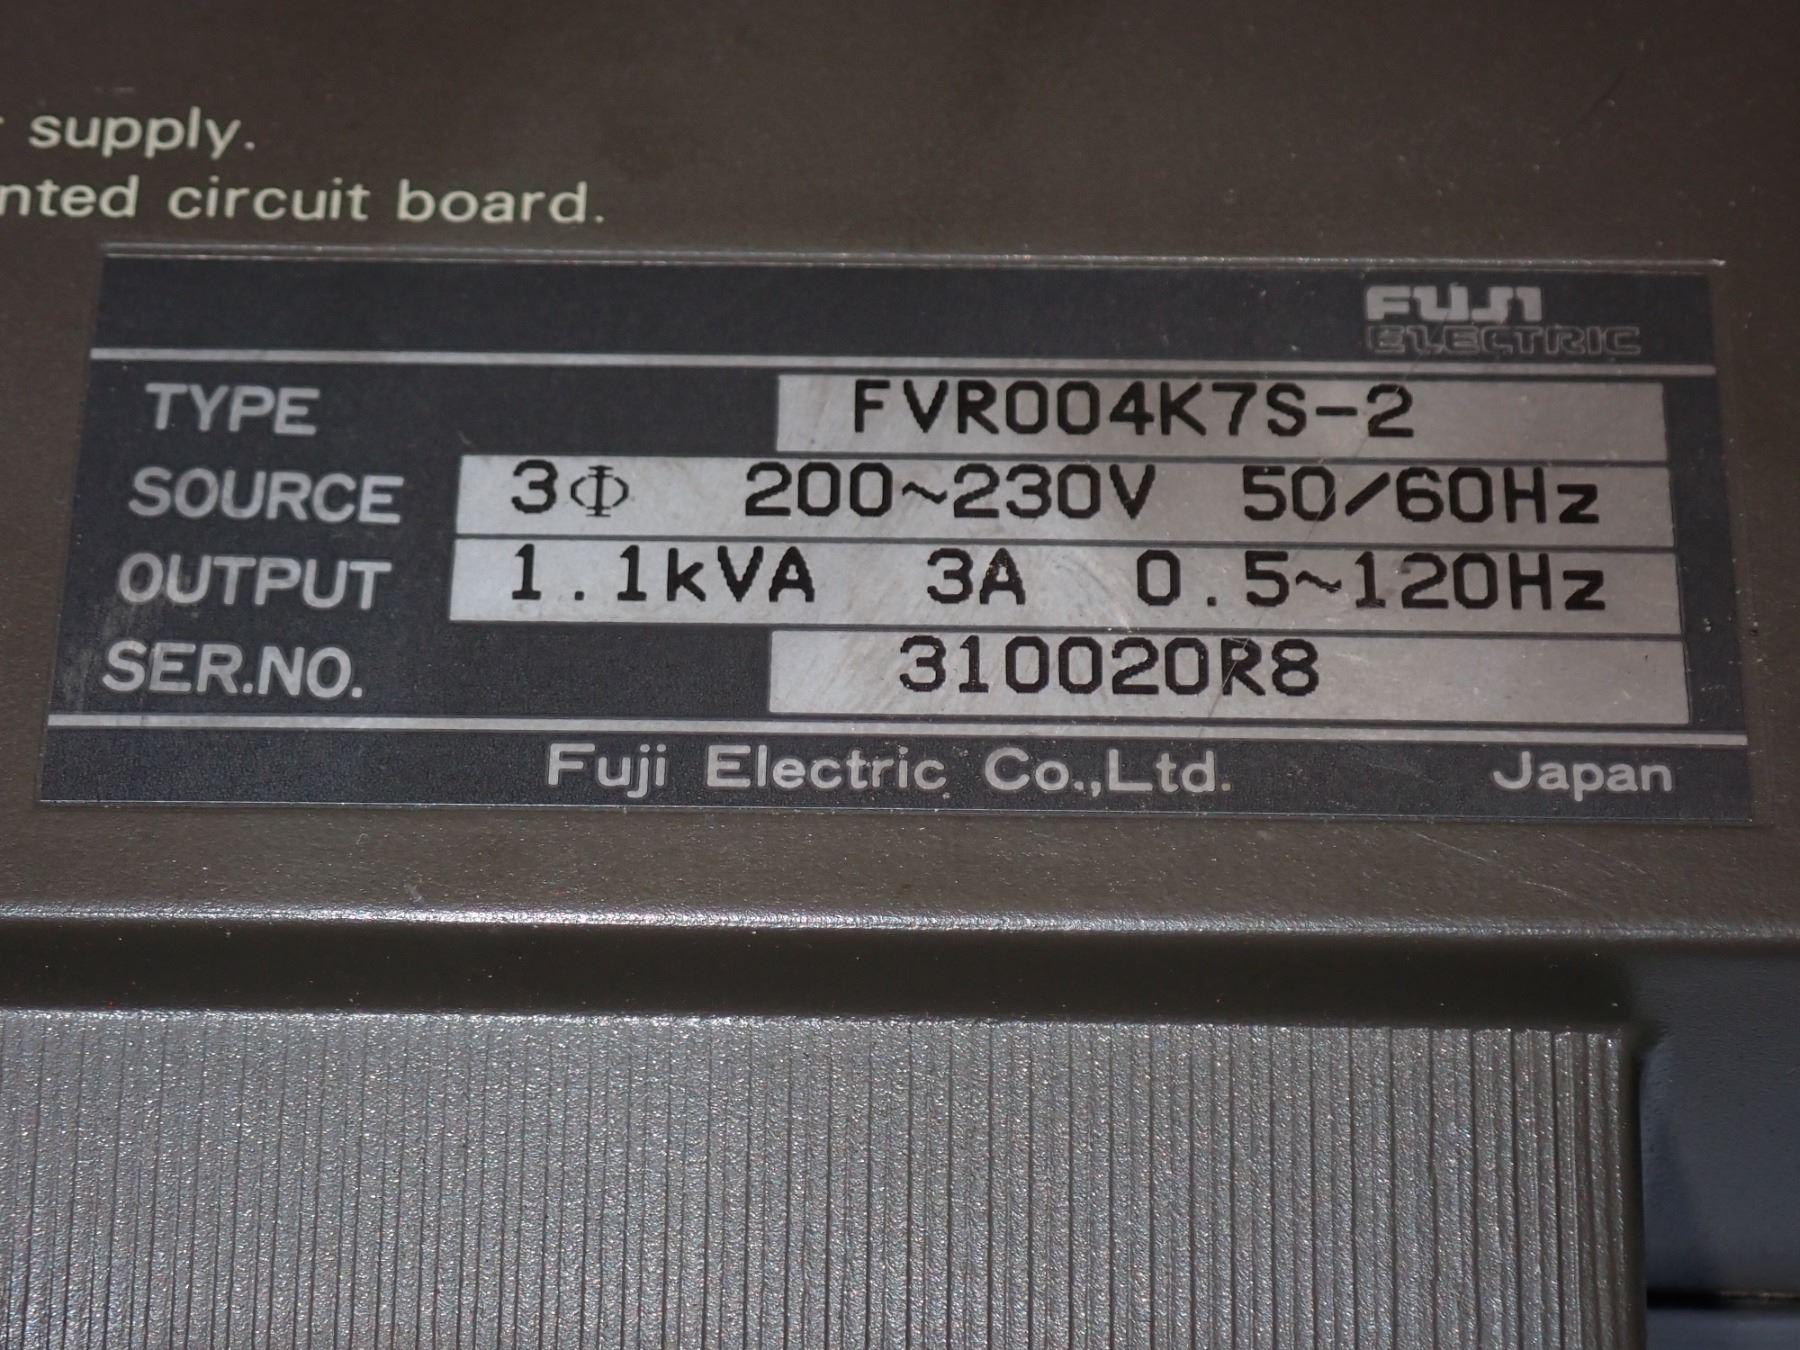 supply.
nted circuit board.
FUJI
ELECTRIC
TYPE FVR004K7S-2
SOURCE 3Φ 200~230V 50/60Hz
OUTPUT 1.1kVA 3A 0.5~120Hz
SER.NO. 310020R8
Fuji Electric Co.,Ltd. Japan